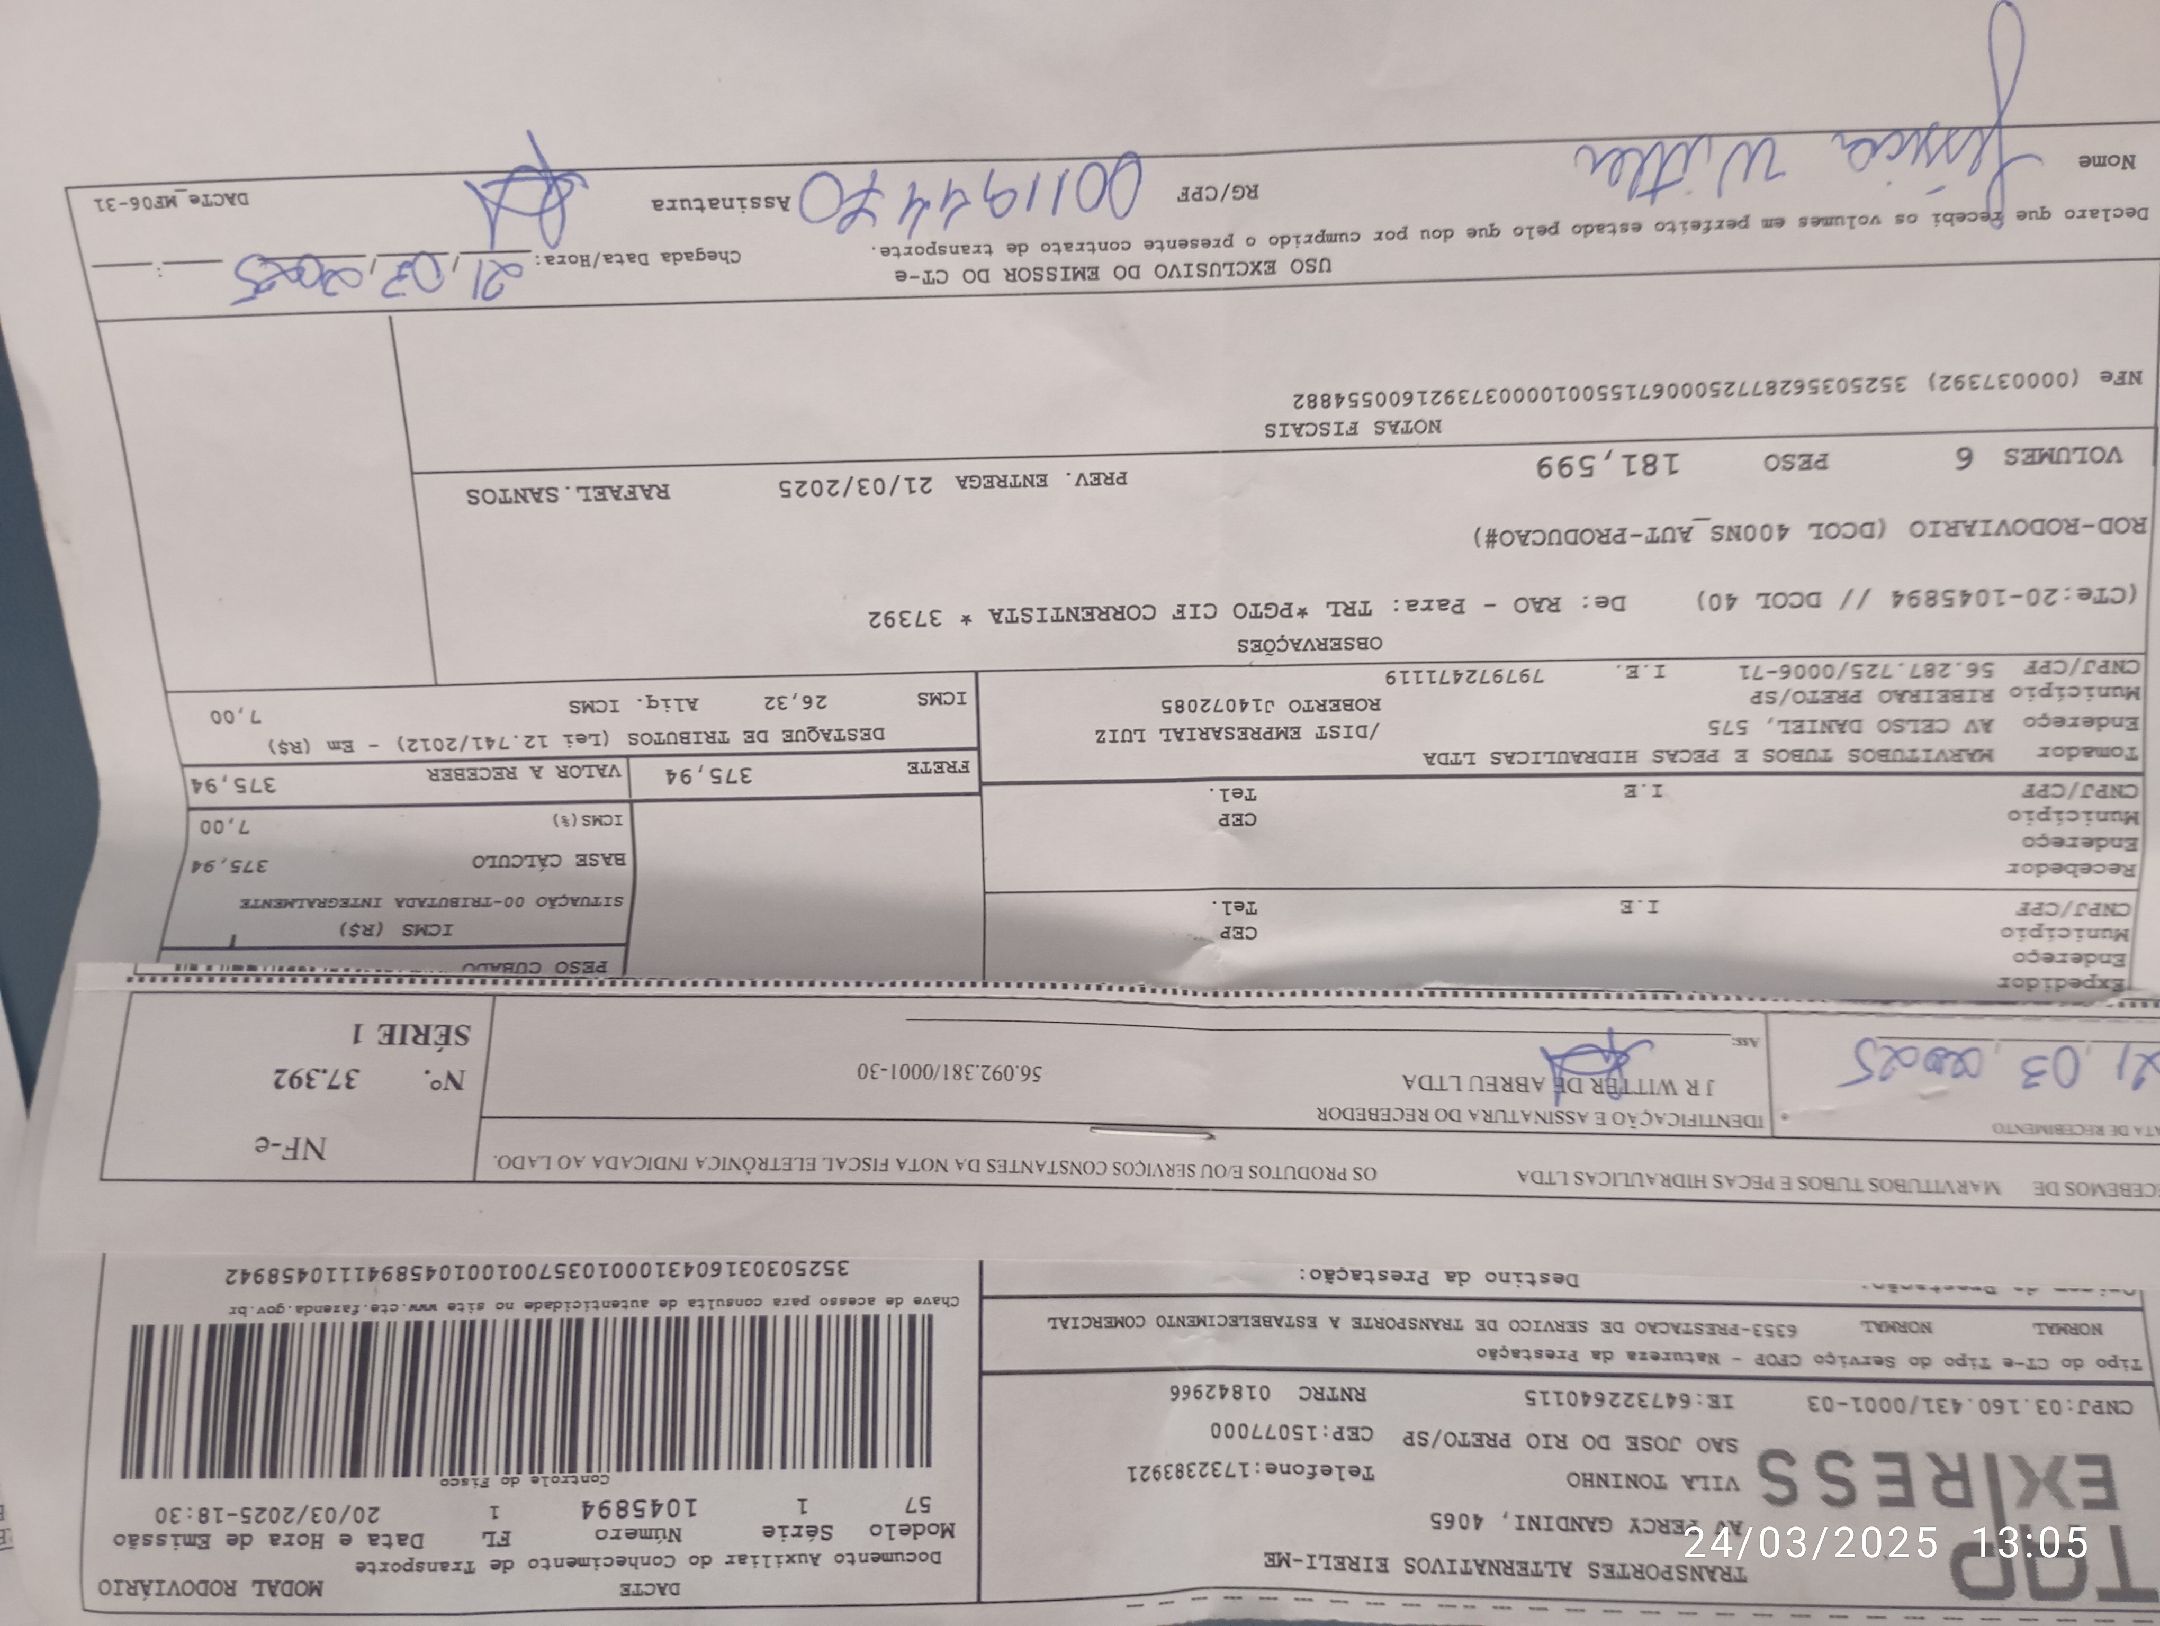 TOP
EXPRESS
TRANSPORTES ALTERNATIVOS EIRELI-ME
AV PERCY GANDINI, 4065
VILA TONINHO Telefone:1732383921
SAO JOSE DO RIO PRETO/SP CEP:15077000
CNPJ:03.160.431/0001-03 IE:647322640115 RNTRC 01842966
Tipo do CT-e Tipo do Serviço CFOP - Natureza da Prestação
NORMAL NORMAL 6353-PRESTACAO DE SERVICO DE TRANSPORTE A ESTABELECIMENTO COMERCIAL
Destino da Prestação:
DACTE MODAL RODOVIÁRIO
Documento Auxiliar do Conhecimento de Transporte
Modelo Série Número FL Data e Hora de Emissão
57 1 1045894 1 20/03/2025-18:30
Controle do Fisco
Chave de acesso para consulta de autenticidade no site www.cte.fazenda.gov.br
352503031604310001035700100104589411110458942
RECEBEMOS DE MARVITUBOS TUBOS E PECAS HIDRAULICAS LTDA OS PRODUTOS E/OU SERVIÇOS CONSTANTES DA NOTA FISCAL ELETRÔNICA INDICADA AO LADO.
DATA DE RECEBIMENTO
21, 03, 2025
IDENTIFICAÇÃO E ASSINATURA DO RECEBEDOR
J R WITTER DE ABREU LTDA 56.092.381/0001-30
Ass:
NF-e
Nº. 37.392
SÉRIE 1
Expedidor
Endereço
Município CEP
CNPJ/CPF I.E Tel.
Recebedor
Endereço
Município CEP
CNPJ/CPF I.E Tel.
PESO CUBADO
ICMS (R$)
SITUAÇÃO 00-TRIBUTADA INTEGRALMENTE
BASE CÁLCULO 375,94
ICMS(%) 7,00
Tomador MARVITUBOS TUBOS E PECAS HIDRAULICAS LTDA
Endereço AV CELSO DANIEL, 575 /DIST EMPRESARIAL LUIZ
Município RIBEIRAO PRETO/SP ROBERTO J14072085
CNPJ/CPF 56.287.725/0006-71 I.E. 797972471119
FRETE 375,94 VALOR A RECEBER 375,94
DESTAQUE DE TRIBUTOS (Lei 12.741/2012) - Em (R$)
ICMS 26,32 Aliq. ICMS 7,00
OBSERVAÇÕES
(CTe:20-1045894 // DCOL 40) De: RAO - Para: TRL *PGTO CIF CORRENTISTA * 37392
ROD-RODOVIARIO (DCOL 400NS_AUT-PRODUCAO#)
VOLUMES 6 PESO 181,599 PREV. ENTREGA 21/03/2025 RAFAEL.SANTOS
NOTAS FISCAIS
NFe (000037392) 35250356287725000671550010000373921600554882
USO EXCLUSIVO DO EMISSOR DO CT-e
Declaro que recebi os volumes em perfeito estado pelo que dou por cumprido o presente contrato de transporte.
Chegada Data/Hora: 21, 03, 2025 :
Nome Jéssica Witter RG/CPF 0011944470 Assinatura
DACTe_MF06-31
24/03/2025 13:05